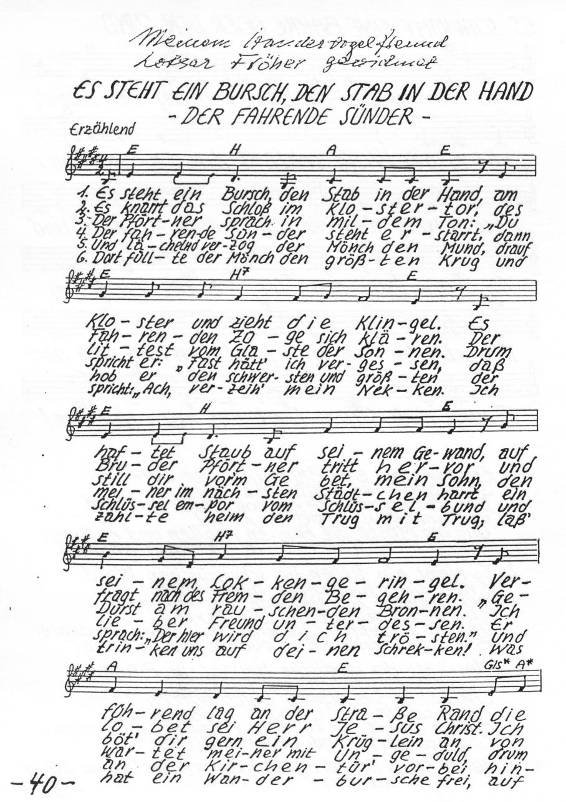 Meinem Wandervogelfreund
Lothar Fröher gewidmet
ES STEHT EIN BURSCH, DEN STAB IN DER HAND
- DER FAHRENDE SÜNDER -
Erzählend
E H A E
1. Es steht ein Bursch, den Stab in der Hand, am
2. Es knarrt das Schloß im Klo-ster-tor, des
3. Der Pfört-ner sprach in mil-dem Ton: „Du
4. Der fah-ren-de Sün-der steht er-starrt, dann
5. Und lä-chelnd ver-zog der Mönch den Mund, drauf
6. Dort füll-te der Mönch den größ-ten Krug und
E H7 E
Klo-ster und zieht die Klin-gel. Es
Fah-ren-den Zü-ge sich klä-ren. Der
lit-test vom Gla-ste der Son-nen. Drum
spricht er: „Fast hätt' ich ver-ges-sen, daß
hob er den schwer-sten und größ-ten, der
spricht: „Ach, ver-zeih' mein Nek-ken. Ich
E H E
haf-tet Staub auf sei-nem Ge-wand, auf
Bru-der Pfört-ner tritt her-vor und
still dir vorm Ge bet, mein Sohn, den
mei-ner im näch-sten Städt-chen harrt ein
Schlüs-sel em-por vom Schlüs-sel-bund und
zahl-te heim den Trug mit Trug, laß'
E H7 E
sei-nem Lok-ken-ge-rin-gel. Ver-
fragt nach des Frem-den Be-geh-ren. „Ge-
Durst am rau-schen-den Bron-nen. Ich
lie-ber Freund un-ter-des-sen. Er
sprach: „Der hier wird dich trö-sten." und
trin-ken uns auf dei-nen Schrek-ken! Was
A E Gis* A*
füh-rend lag an der Stra-ße Rand die
lo-bet sei Herr Je-sus Christ. Ich
böt' dir gern ein Krüg-lein an von
war-tet mei-ner mit Un-ge-duld, drum
an der Kir-chen-tür' vor-bei, hin-
hat ein Wan-der-bur-sche frei, auf
-40-